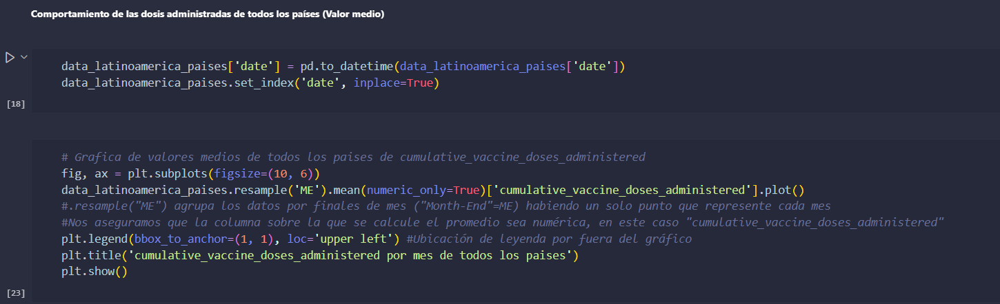 Comportamiento de las dosis administradas de todos los países (Valor medio)
data_latinoamerica_paises['date'] = pd.to_datetime(data_latinoamerica_paises['date'])
data_latinoamerica_paises.set_index('date', inplace=True)
[18]
# Grafica de valores medios de todos los paises de cumulative_vaccine_doses_administered
fig, ax = plt.subplots(figsize=(10, 6))
data_latinoamerica_paises.resample('ME').mean(numeric_only=True)['cumulative_vaccine_doses_administered'].plot()
#.resample("ME") agrupa los datos por finales de mes ("Month-End"=ME) habiendo un solo punto que represente cada mes
#Nos aseguramos que la columna sobre la que se calcule el promedio sea numérica, en este caso "cumulative_vaccine_doses_administered"
plt.legend(bbox_to_anchor=(1, 1), loc='upper left') #Ubicación de leyenda por fuera del gráfico
plt.title('cumulative_vaccine_doses_administered por mes de todos los paises')
plt.show()
[23]